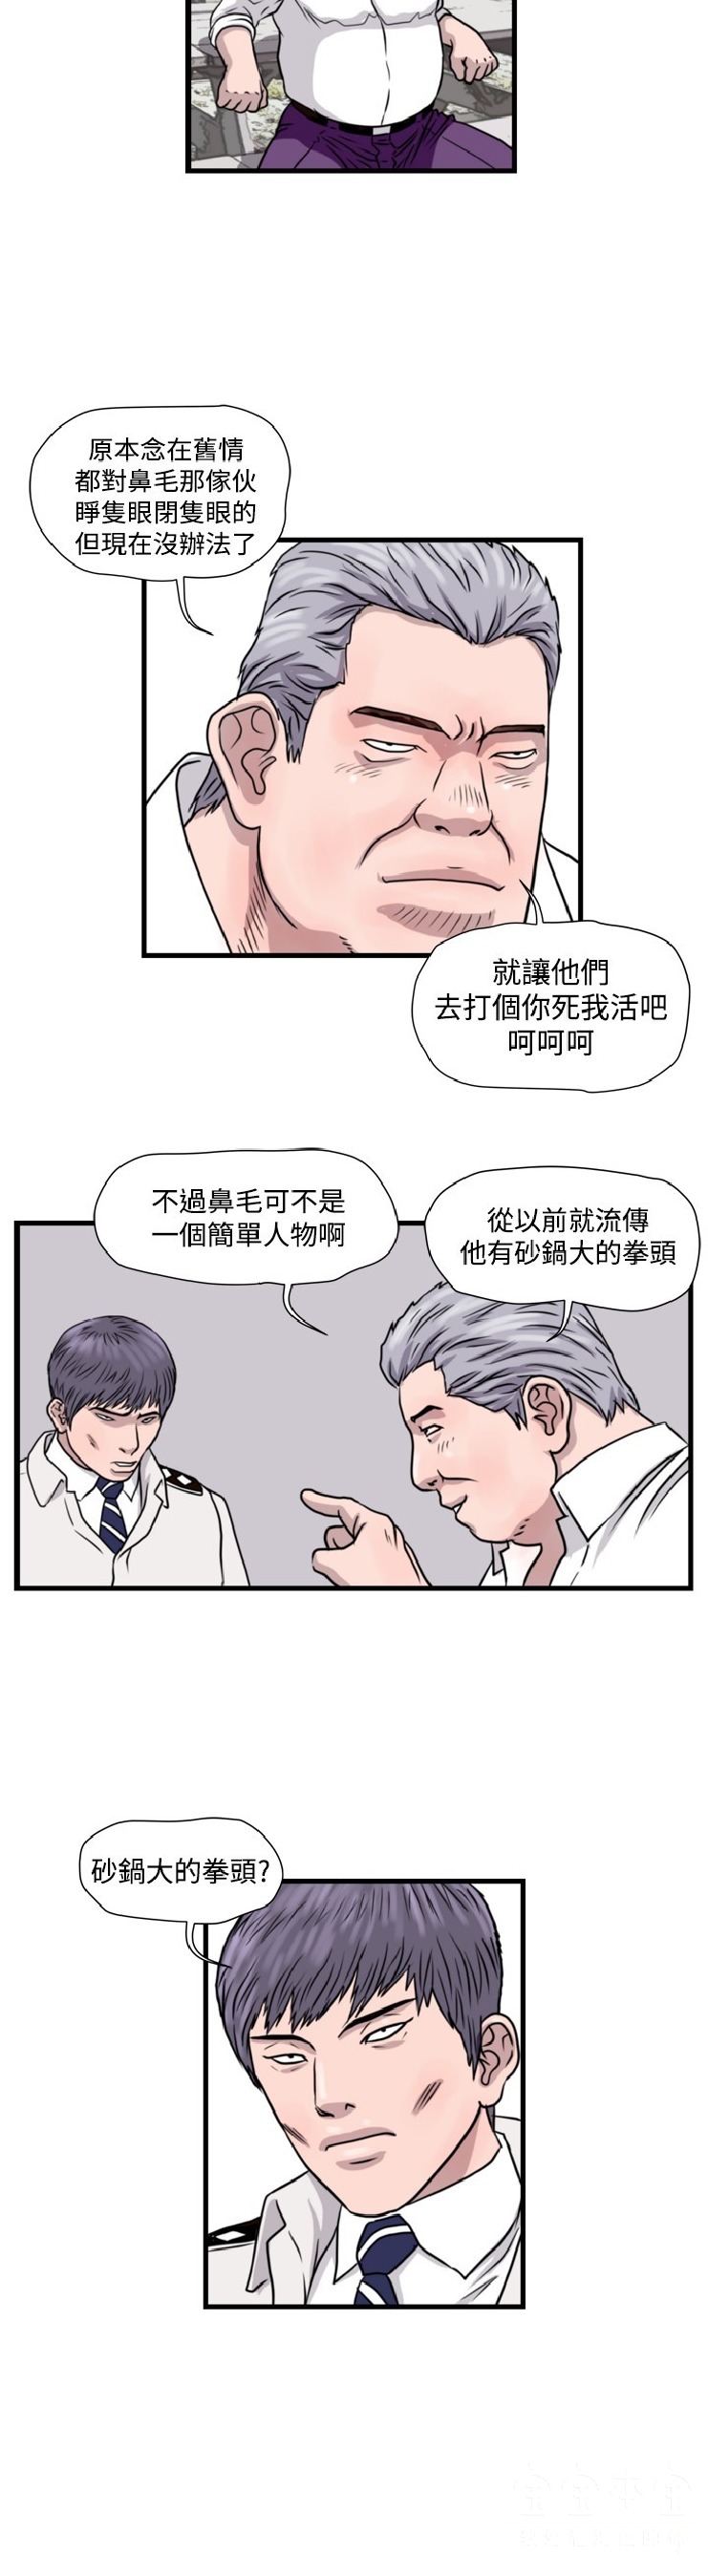 原本念在舊情
都對鼻毛那傢伙
睜隻眼閉隻眼的
但現在沒辦法了
就讓他們
去打個你死我活吧
呵呵呵
不過鼻毛可不是
一個簡單人物啊
從以前就流傳
他有砂鍋大的拳頭
砂鍋大的拳頭?